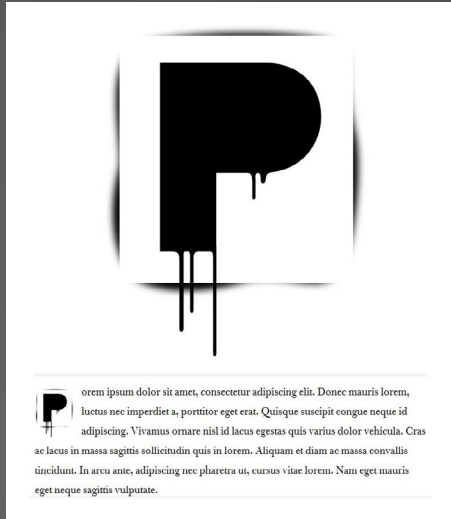 P
P
orem ipsum dolor sit amet, consectetur adipiscing elit. Donec mauris lorem,
luctus nec imperdiet a, porttitor eget erat. Quisque suscipit congue neque id
adipiscing. Vivamus ornare nisl id lacus egestas quis varius dolor vehicula. Cras
ac lacus in massa sagittis sollicitudin quis in lorem. Aliquam et diam ac massa convallis
tincidunt. In arcu ante, adipiscing nec pharetra ut, cursus vitae lorem. Nam eget mauris
eget neque sagittis vulputate.